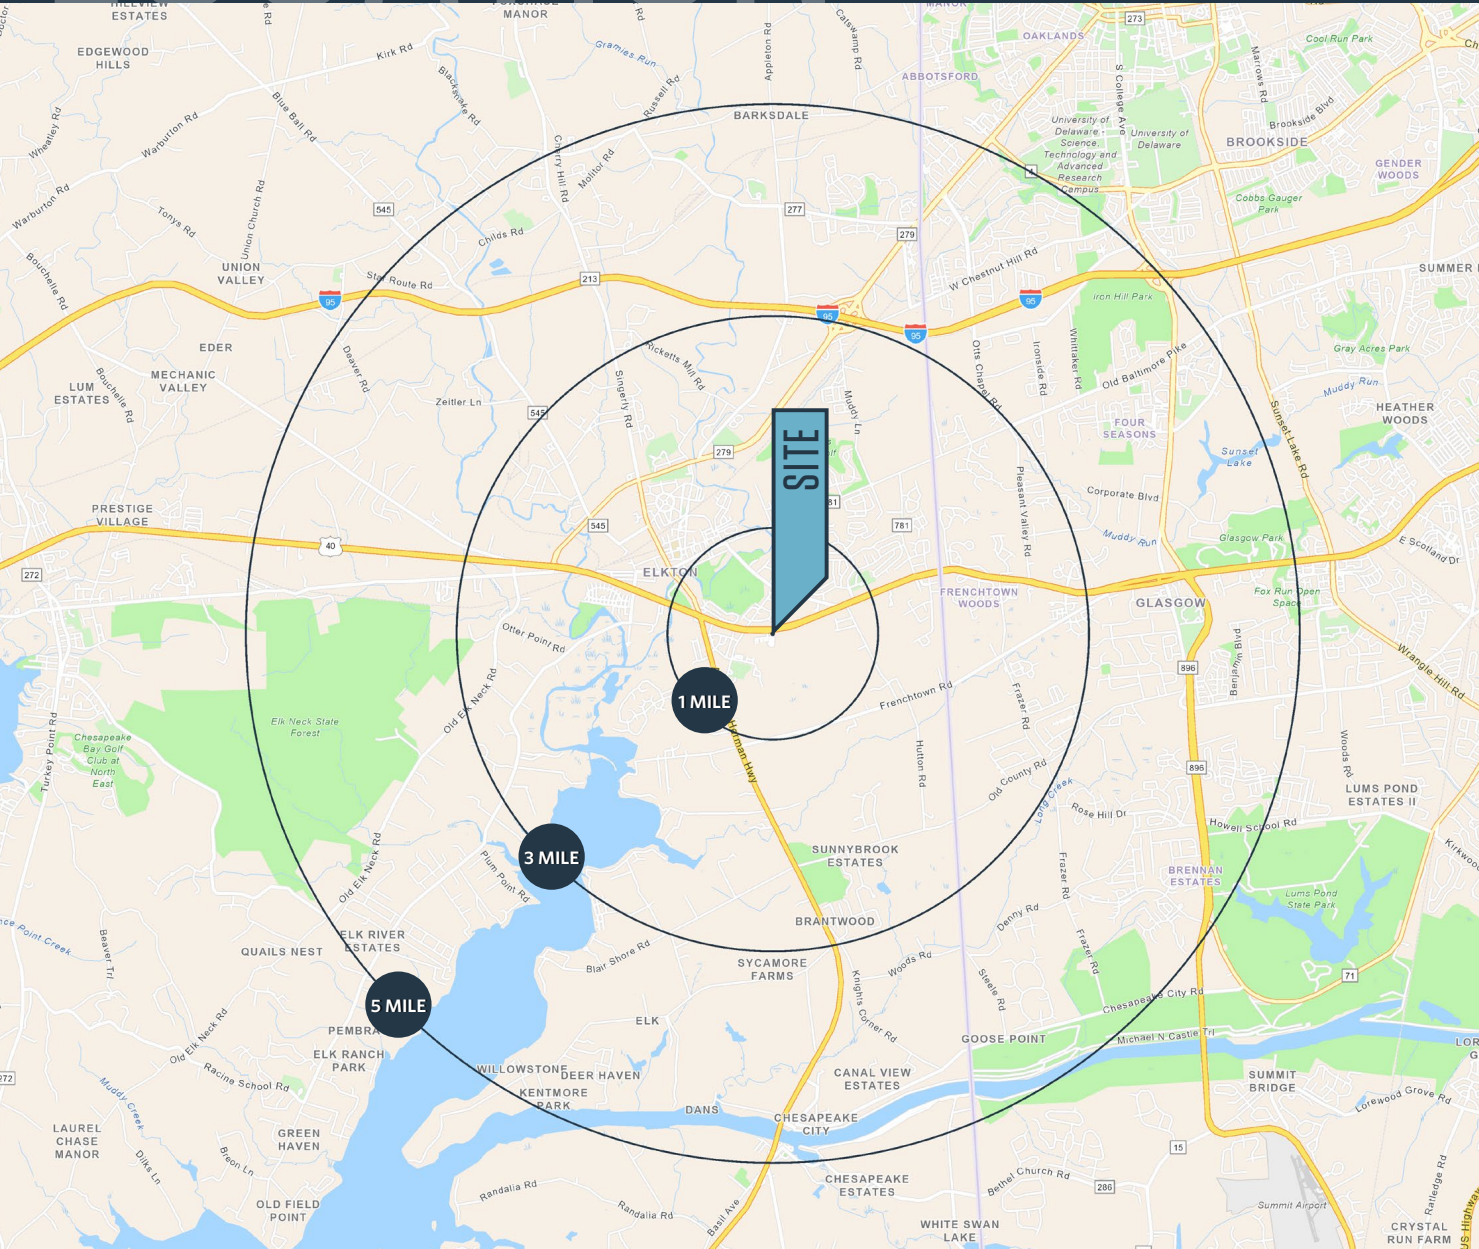 HILLVIEW
ESTATES
MANOR
MANOR
273
EDGEWOOD
HILLS
Kirk Rd
Gramies Run
Appleton Rd
Catswamp Rd
OAKLANDS
Cool Run Park
ABBOTSFORD
Blacksnake Rd
Russell Rd
S College Ave
Marrows Rd
Wheatley Rd
Warburton Rd
Blue Ball Rd
BARKSDALE
Brookside Blvd
University of
Delaware -
Science,
Technology and
Advanced
Research
Campus
University of
Delaware
BROOKSIDE
Cherry Hill Rd
Molitor Rd
4
GENDER
WOODS
Warburton Rd
Tonys Rd
Union Church Rd
545
277
Cobbs Gauger
Park
Childs Rd
279
Bouchelle Rd
UNION
VALLEY
Star Route Rd
213
W Chestnut Hill Rd
SUMMER
95
95
95
95
Iron Hill Park
EDER
Deaver Rd
Ricketts Mill Rd
Otts Chapel Rd
Ironside Rd
Whittaker Rd
Old Baltimore Pike
Gray Acres Park
MECHANIC
VALLEY
LUM
ESTATES
Bouchelle Rd
Zeitler Ln
545
Singerly Rd
Muddy Ln
Muddy Run
HEATHER
WOODS
FOUR
SEASONS
Sunset Lake Rd
SITE
279
Sunset
Lake
Pleasant Valley Rd
Corporate Blvd
PRESTIGE
VILLAGE
545
81
781
40
Muddy Run
Glasgow Park
E Scotland Dr
272
ELKTON
FRENCHTOWN
WOODS
GLASGOW
Fox Run Open
Space
Otter Point Rd
Benjamin Blvd
Wrangle Hill Rd
896
Old Elk Neck Rd
1 MILE
Frenchtown Rd
Frazer Rd
Elk Neck State
Forest
Turkey Point Rd
Chesapeake
Bay Golf
Club at
North
East
Herman Hwy
Hutton Rd
Old County Rd
896
Woods Rd
Long Creek
Rose Hill Dr
LUMS POND
ESTATES II
Howell School Rd
SUNNYBROOK
ESTATES
3 MILE
Old Elk Neck Rd
Plum Point Rd
Frazer Rd
BRENNAN
ESTATES
Lums Pond
State Park
BRANTWOOD
Denny Rd
Beaver Trl
QUAILS NEST
ELK RIVER
ESTATES
Blair Shore Rd
SYCAMORE
FARMS
Woods Rd
Frazer Rd
Steele Rd
71
5 MILE
Knights Corner Rd
Chesapeake City Rd
PEMBRA
ELK
GOOSE POINT
Michael N Castle Trl
Old Elk Neck Rd
ELK RANCH
PARK
272
Racine School Rd
WILLOWSTONE
DEER HAVEN
CANAL VIEW
ESTATES
SUMMIT
BRIDGE
Muddy Creek
KENTMORE
PARK
DANS
CHESAPEAKE
CITY
Lorewood Grove Rd
LAUREL
CHASE
MANOR
GREEN
HAVEN
15
Dilks Ln
Breon Ln
Randalia Rd
CHESAPEAKE
ESTATES
Bethel Church Rd
286
OLD FIELD
POINT
Randalia Rd
Basil Ave
WHITE SWAN
LAKE
Summit Airport
Ratledge Rd
CRYSTAL
RUN FARM